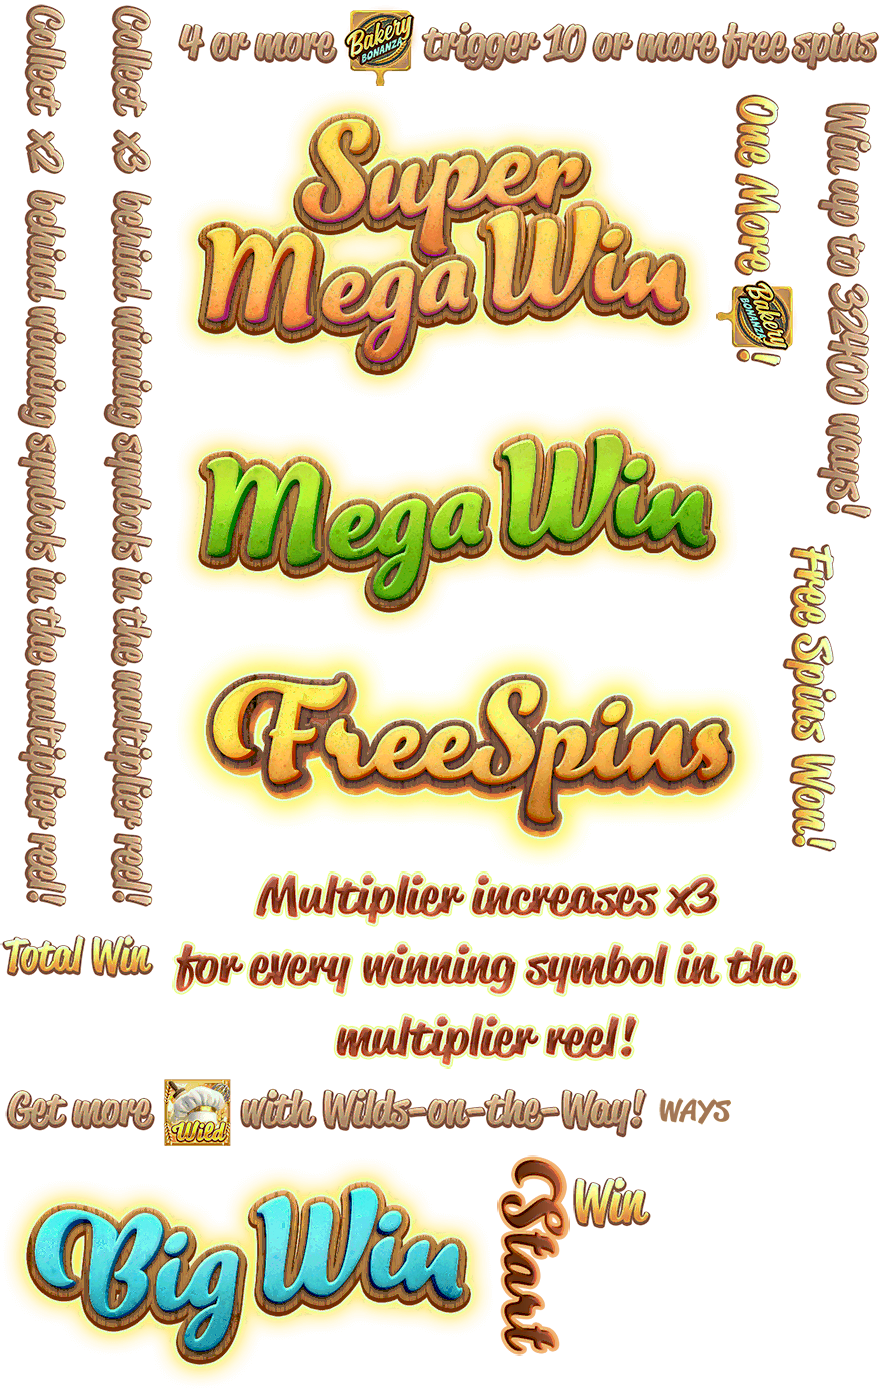 4 or more Bakery BONANZA trigger 10 or more free spins
Collect x2 behind winning symbols in the multiplier reel!
Collect x3 behind winning symbols in the multiplier reel!
Super
Mega Win
One More Bakery BONANZA !
Win up to 32400 ways!
Mega Win
Free Spins
Free Spins Won!
Multiplier increases x3
for every winning symbol in the
multiplier reel!
Total Win
Get more Wild with Wilds-on-the-Way!
WAYS
Big Win
Start
Win